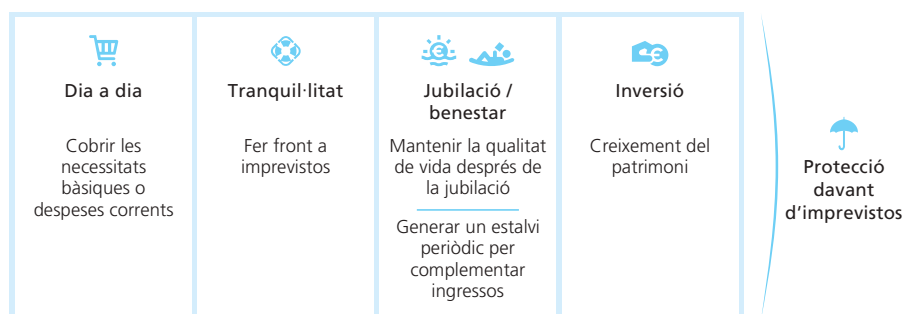 Dia a dia
Cobrir les
necessitats
bàsiques o
despeses corrents
Tranquil·litat
Fer front a
imprevistos
Jubilació /
benestar
Mantenir la qualitat
de vida després de
la jubilació
Generar un estalvi
periòdic per
complementar
ingressos
Inversió
Creixement del
patrimoni
Protecció
davant
d’imprevistos